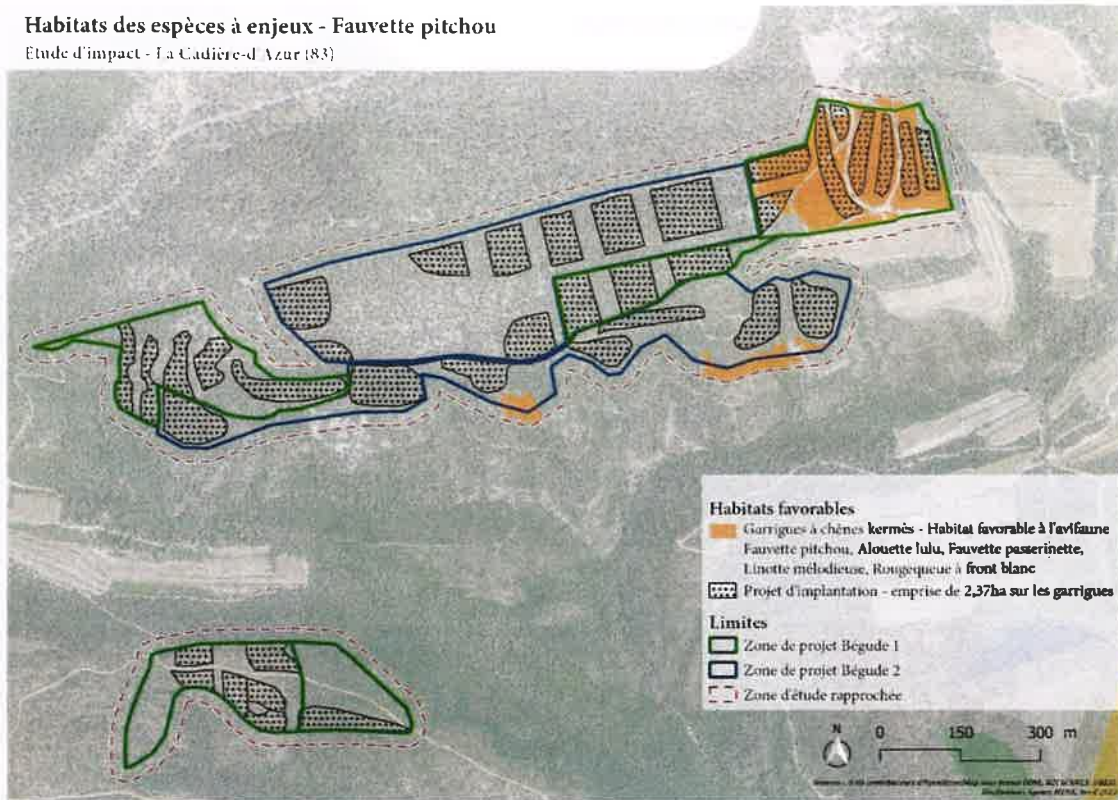 Habitats des espèces à enjeux - Fauvette pitchou
Etude d'impact - La Cadière-d'Azur (83)
Habitats favorables
Garrigues à chênes kermès - Habitat favorable à l'avifaune
Fauvette pitchou, Alouette lulu, Fauvette passerinette,
Linotte mélodieuse, Rougequeue à front blanc
Projet d'implantation - emprise de 2,37ha sur les garrigues
Limites
Zone de projet Bégude 1
Zone de projet Bégude 2
Zone d'étude rapprochée
N
0 150 300 m